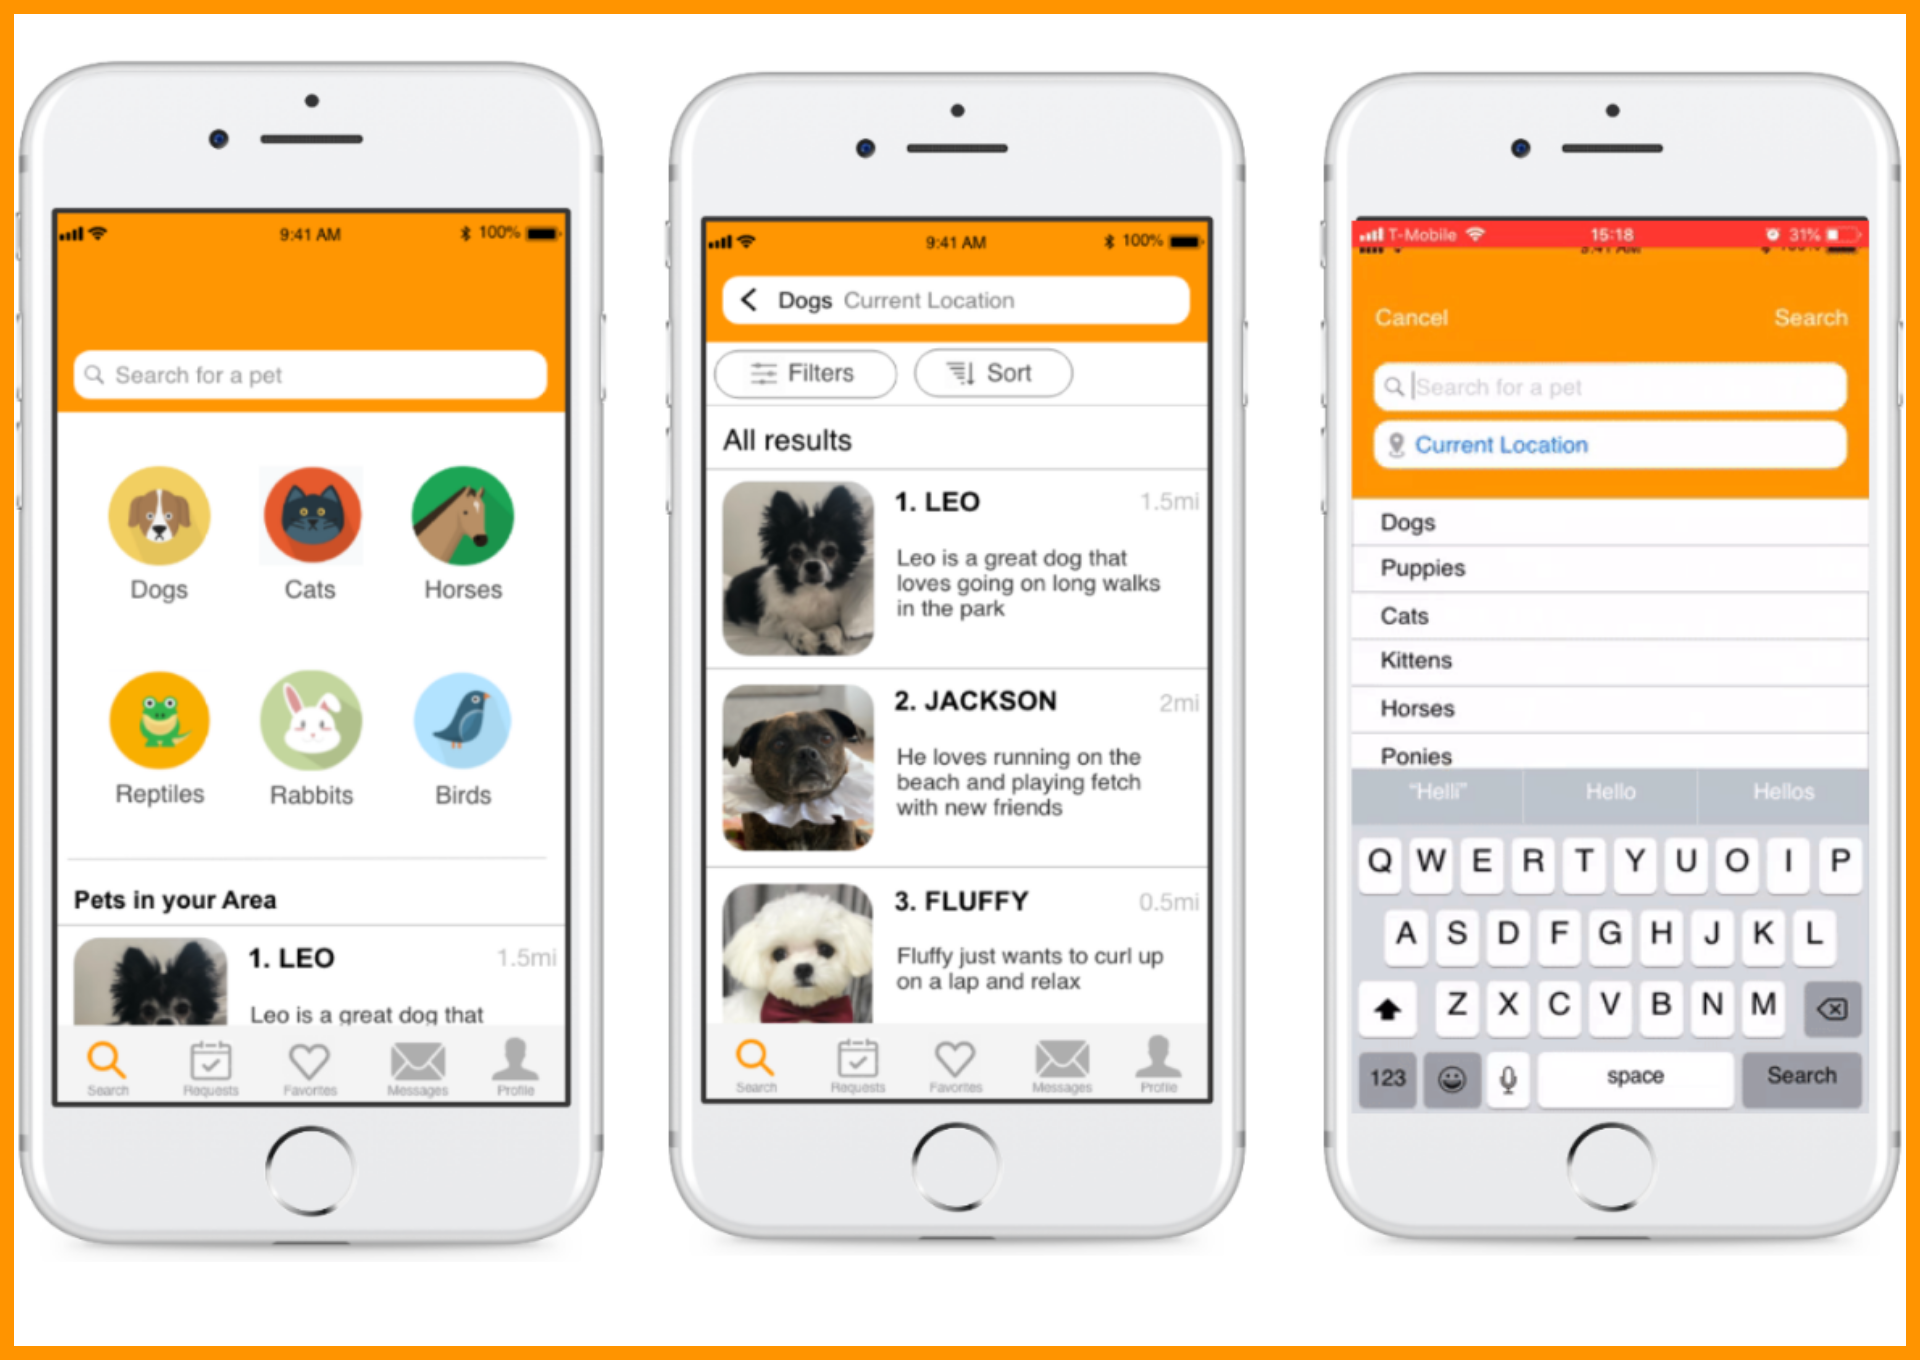 9:41 AM
100%
Search for a pet
Dogs
Cats
Horses
Reptiles
Rabbits
Birds
Pets in your Area
1. LEO
1.5mi
Leo is a great dog that
Search
Requests
Favorites
Messages
Profile
9:41 AM
100%
Dogs Current Location
Filters
Sort
All results
1. LEO
1.5mi
Leo is a great dog that
loves going on long walks
in the park
2. JACKSON
2mi
He loves running on the
beach and playing fetch
with new friends
3. FLUFFY
0.5mi
Fluffy just wants to curl up
on a lap and relax
Search
Requests
Favorites
Messages
Profile
T-Mobile
15:18
31%
Cancel
Search
Search for a pet
Current Location
Dogs
Puppies
Cats
Kittens
Horses
Ponies
"Helli"
Hello
Hellos
Q W E R T Y U O I P
A S D F G H J K L
Z X C V B N M
123
space
Search